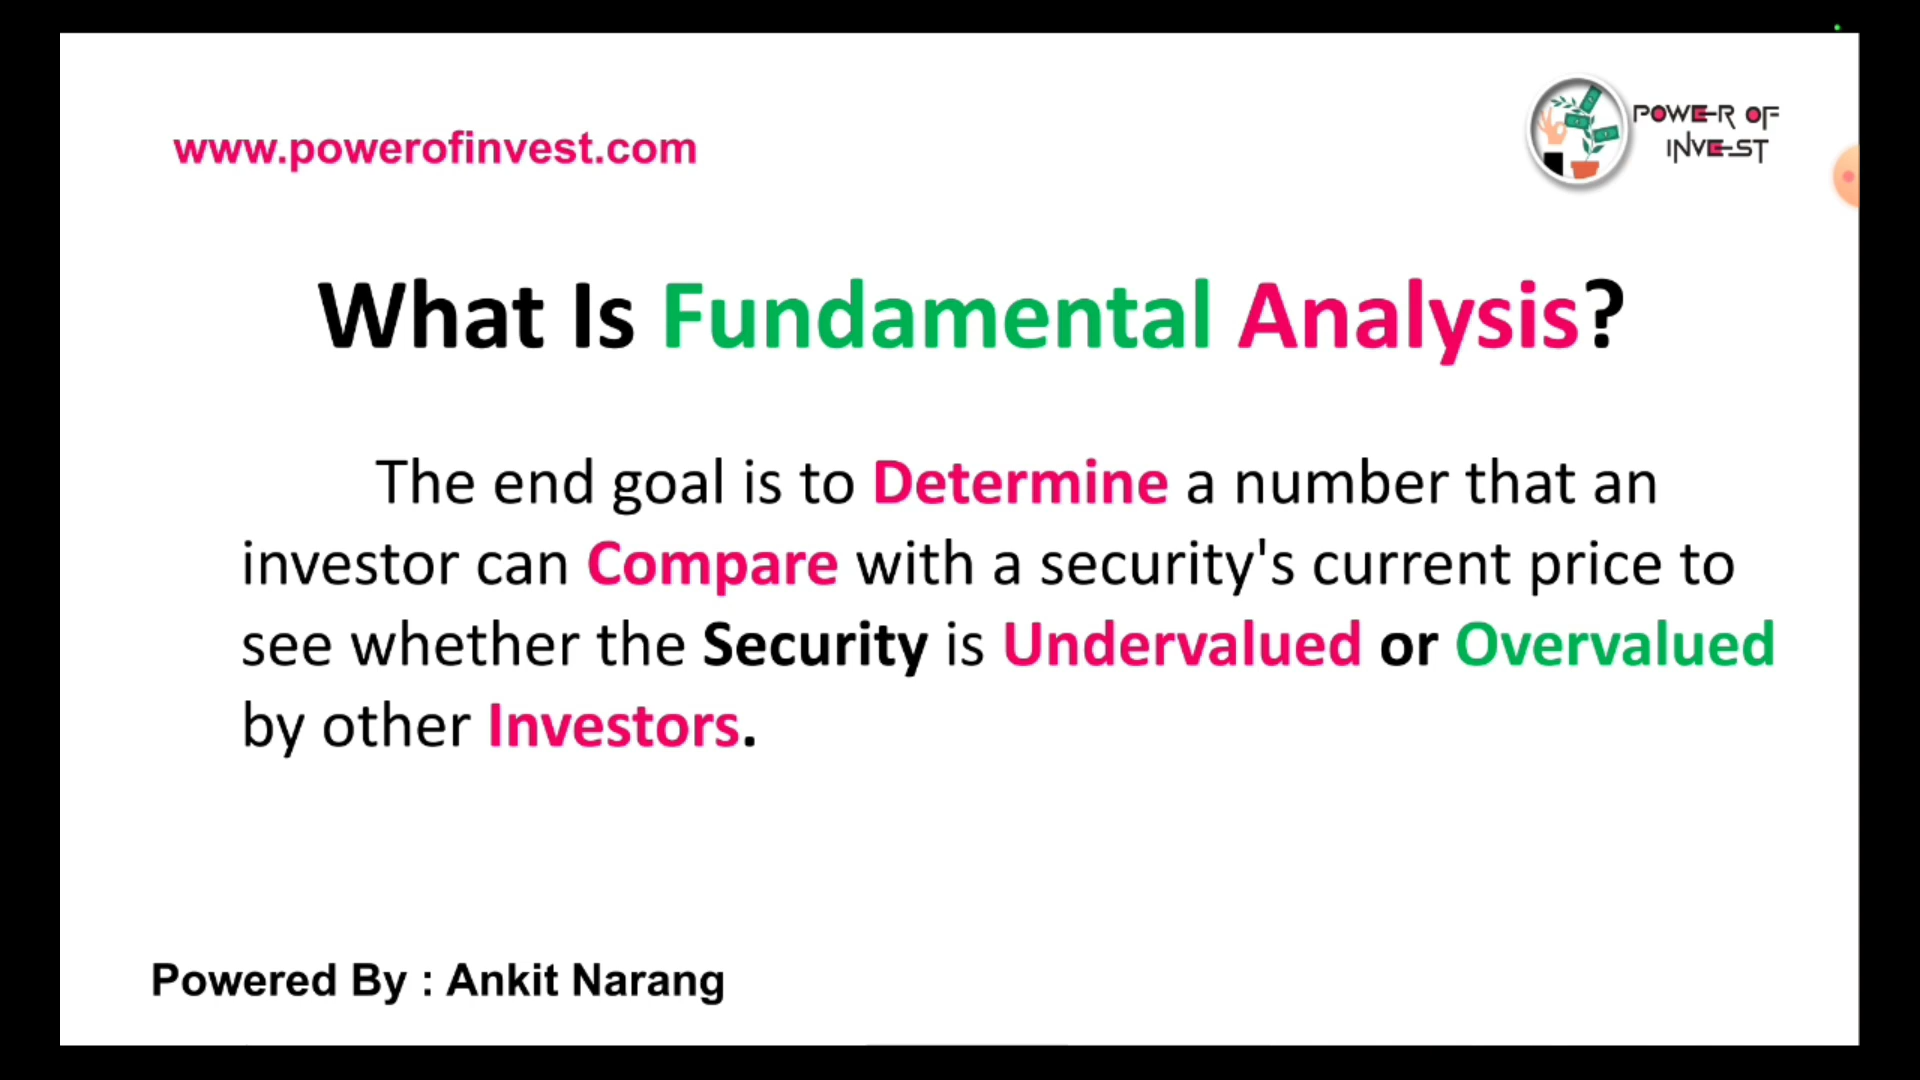 www.powerofinvest.com
POWER OF
INVEST
What Is Fundamental Analysis?
The end goal is to Determine a number that an
investor can Compare with a security's current price to
see whether the Security is Undervalued or Overvalued
by other Investors.
Powered By : Ankit Narang